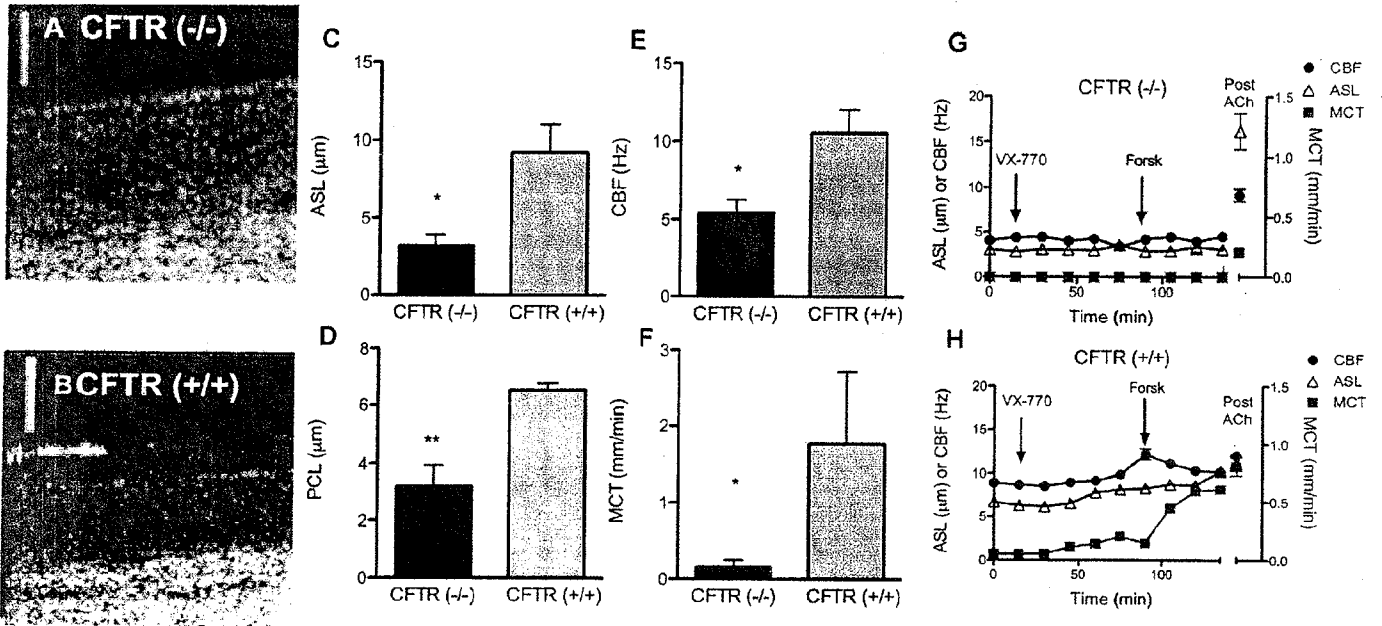 A CFTR (-/-)
B CFTR (+/+)
C
ASL (µm)
15
10
5
0
CFTR (-/-) CFTR (+/+)
D
PCL (µm)
8
6
4
2
0
**
CFTR (-/-) CFTR (+/+)
E
CBF (Hz)
15
10
5
0
*
CFTR (-/-) CFTR (+/+)
F
MCT (mm/min)
3
2
1
0
*
CFTR (-/-) CFTR (+/+)
G
CFTR (-/-)
Post
ACh
CBF
ASL
MCT
ASL (µm) or CBF (Hz)
20
15
10
5
0
VX-770
Forsk
1.5
1.0
0.5
0.0
MCT (mm/min)
0 50 100
Time (min)
H
CFTR (+/+)
Post
ACh
CBF
ASL
MCT
ASL (µm) or CBF (Hz)
20
15
10
5
0
VX-770
Forsk
1.5
1.0
0.5
0.0
MCT (mm/min)
0 50 100
Time (min)